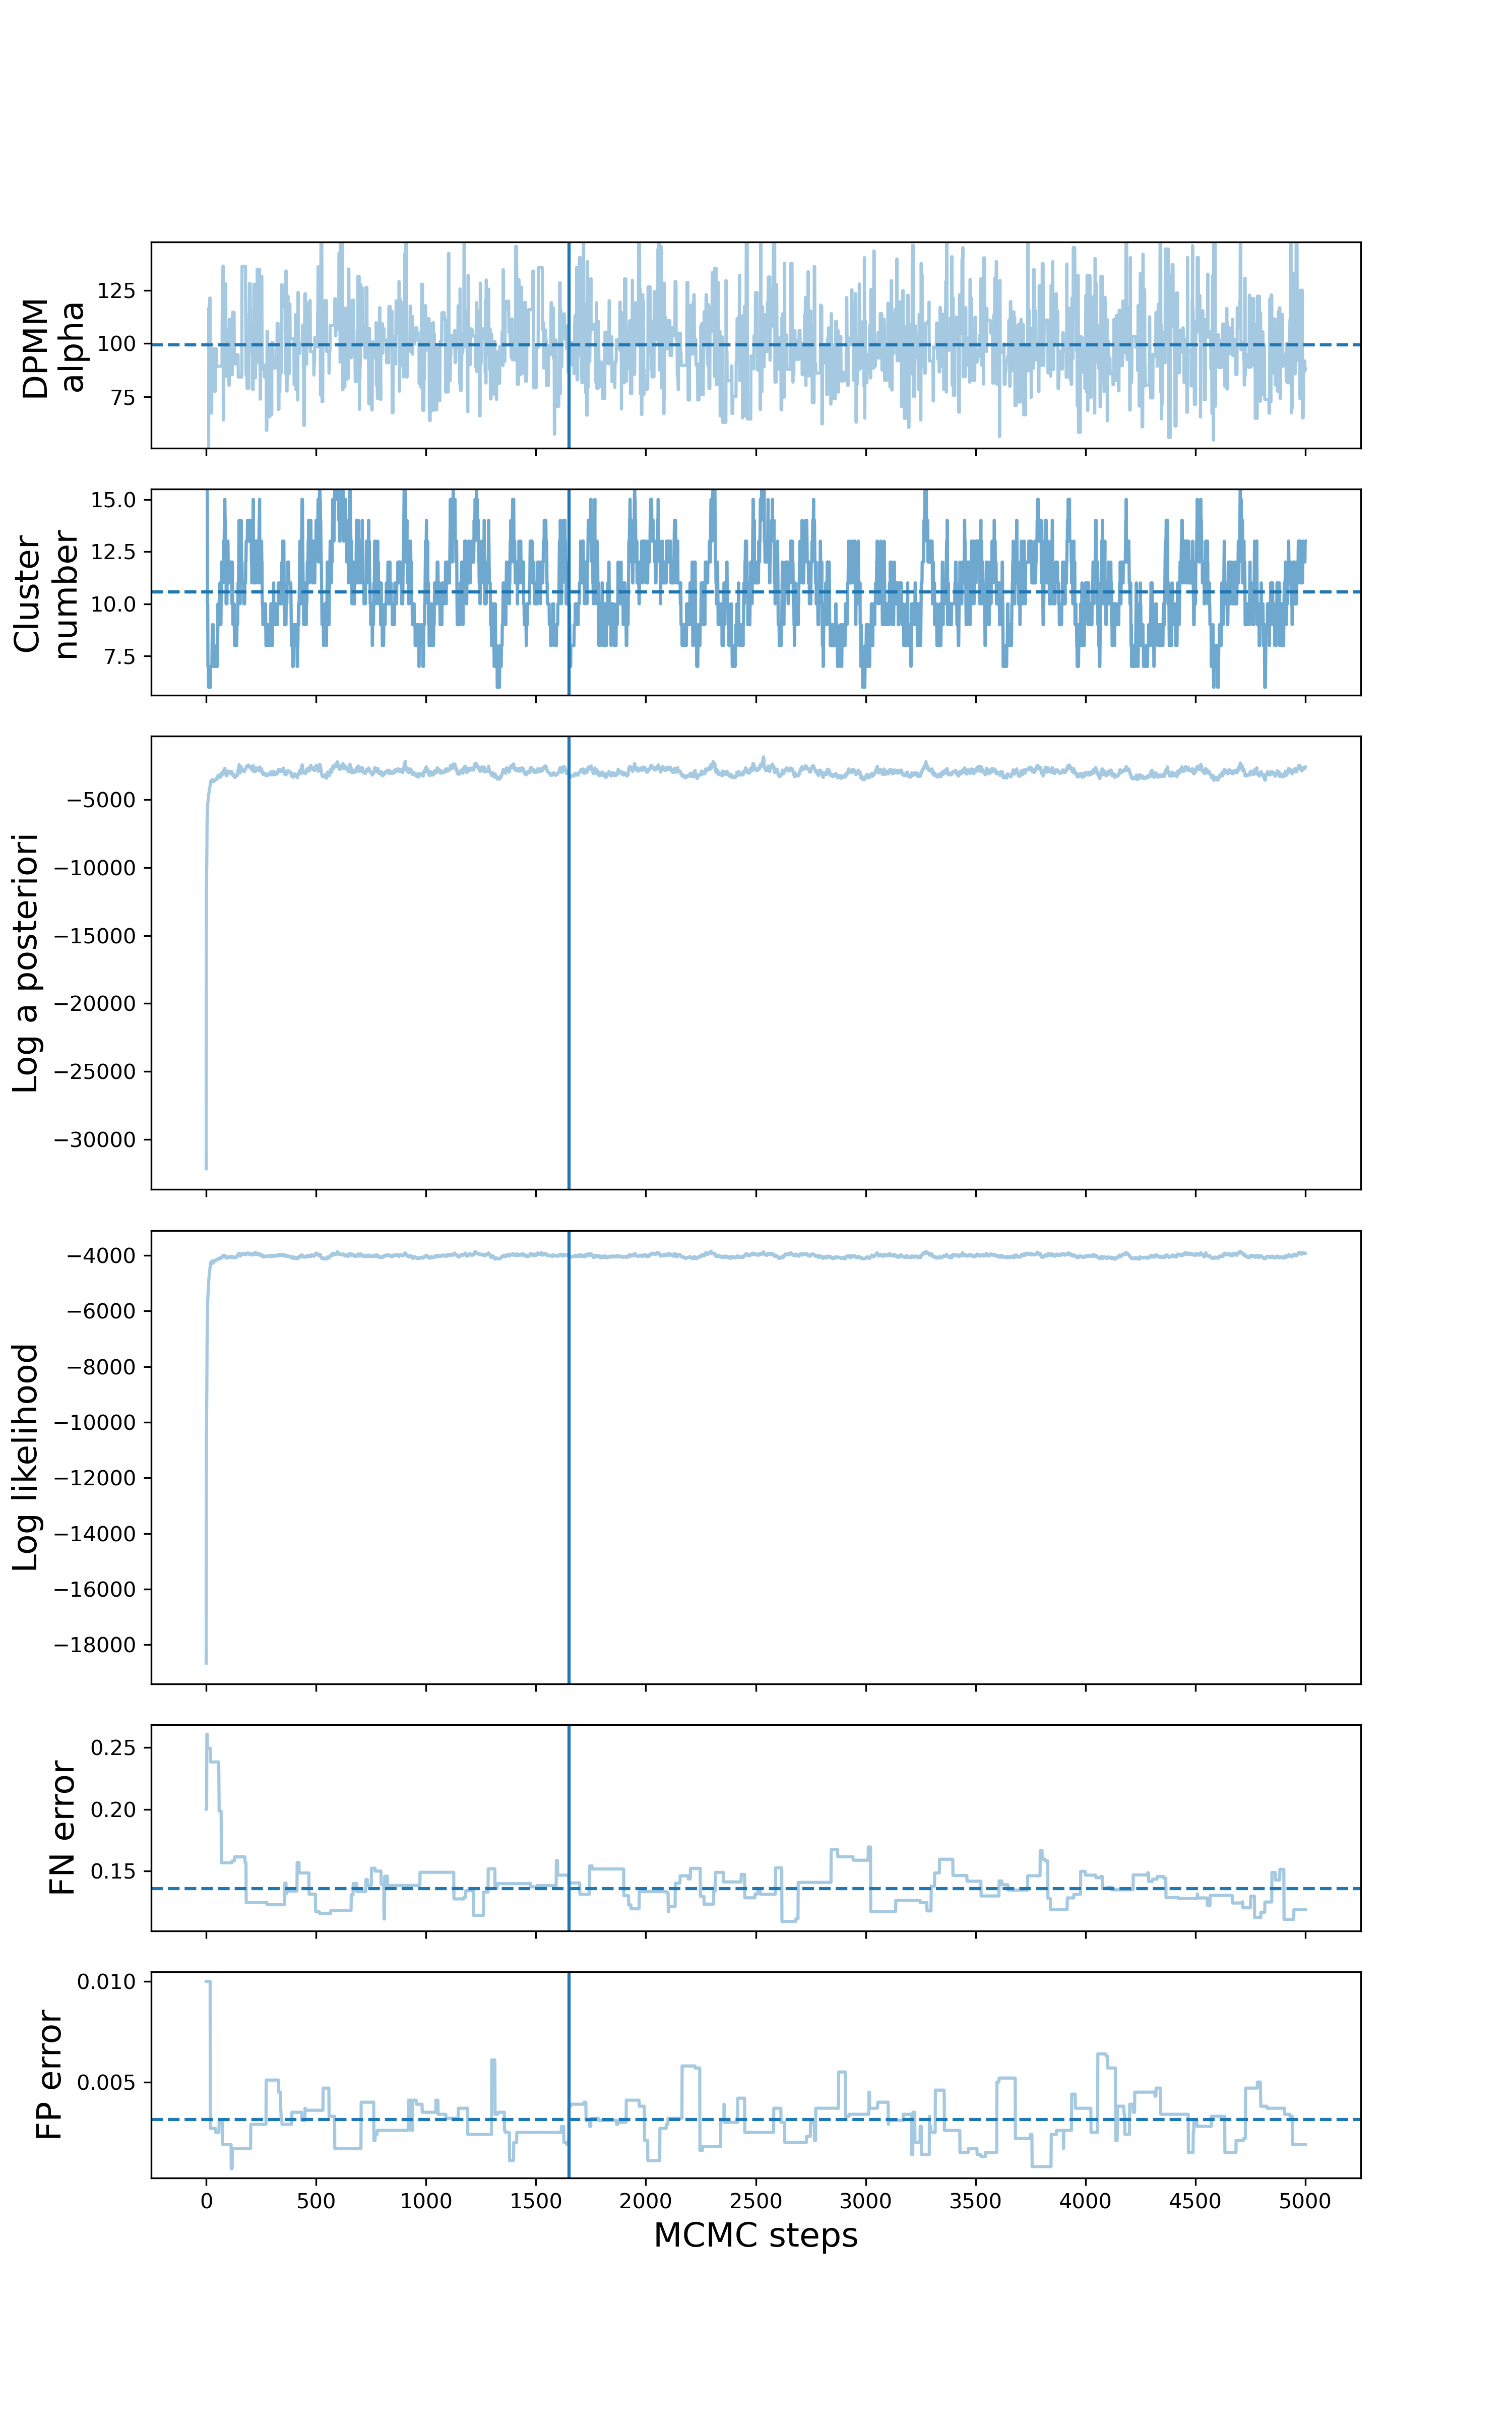 DPMM
alpha
125
100
75
Cluster
number
15.0
12.5
10.0
7.5
Log a posteriori
−5000
−10000
−15000
−20000
−25000
−30000
Log likelihood
−4000
−6000
−8000
−10000
−12000
−14000
−16000
−18000
FN error
0.25
0.20
0.15
FP error
0.010
0.005
0 500 1000 1500 2000 2500 3000 3500 4000 4500 5000
MCMC steps